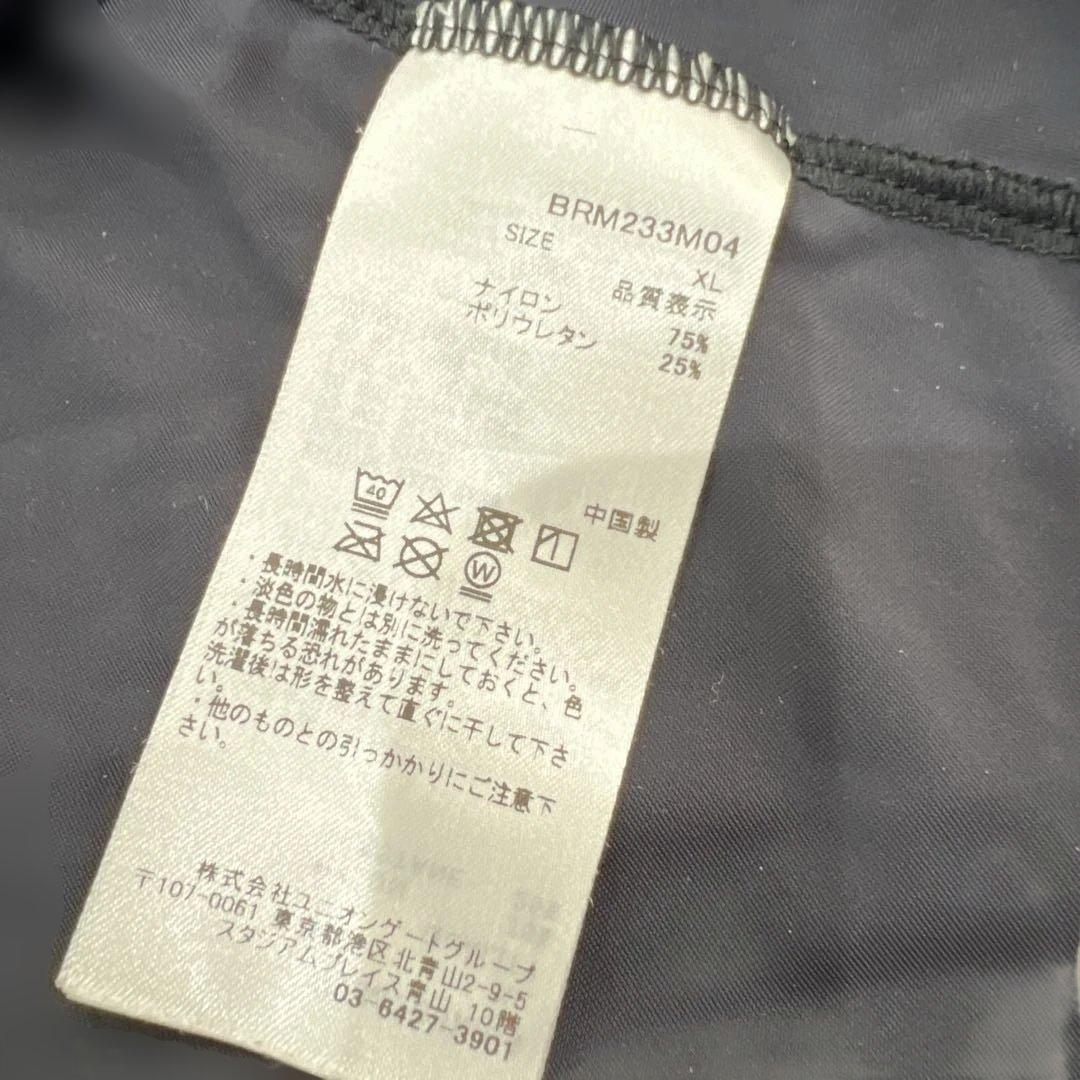 BRM233M04
SIZE XL
品質表示
ナイロン 75%
ポリウレタン 25%
中国製
40
W
・長時間水に浸けないで下さい。
・淡色の物とは別に洗ってください。
・長時間濡れたままにしておくと、色
が落ちる恐れがあります。
洗濯後は形を整えて直ぐに干して下さ
い。
・他のものとの引っかかりにご注意下
さい。
株式会社ユニオンゲートグループ
〒107-0061 東京都港区北青山2-9-5
スタジアムプレイス青山 10階
03-6427-3901